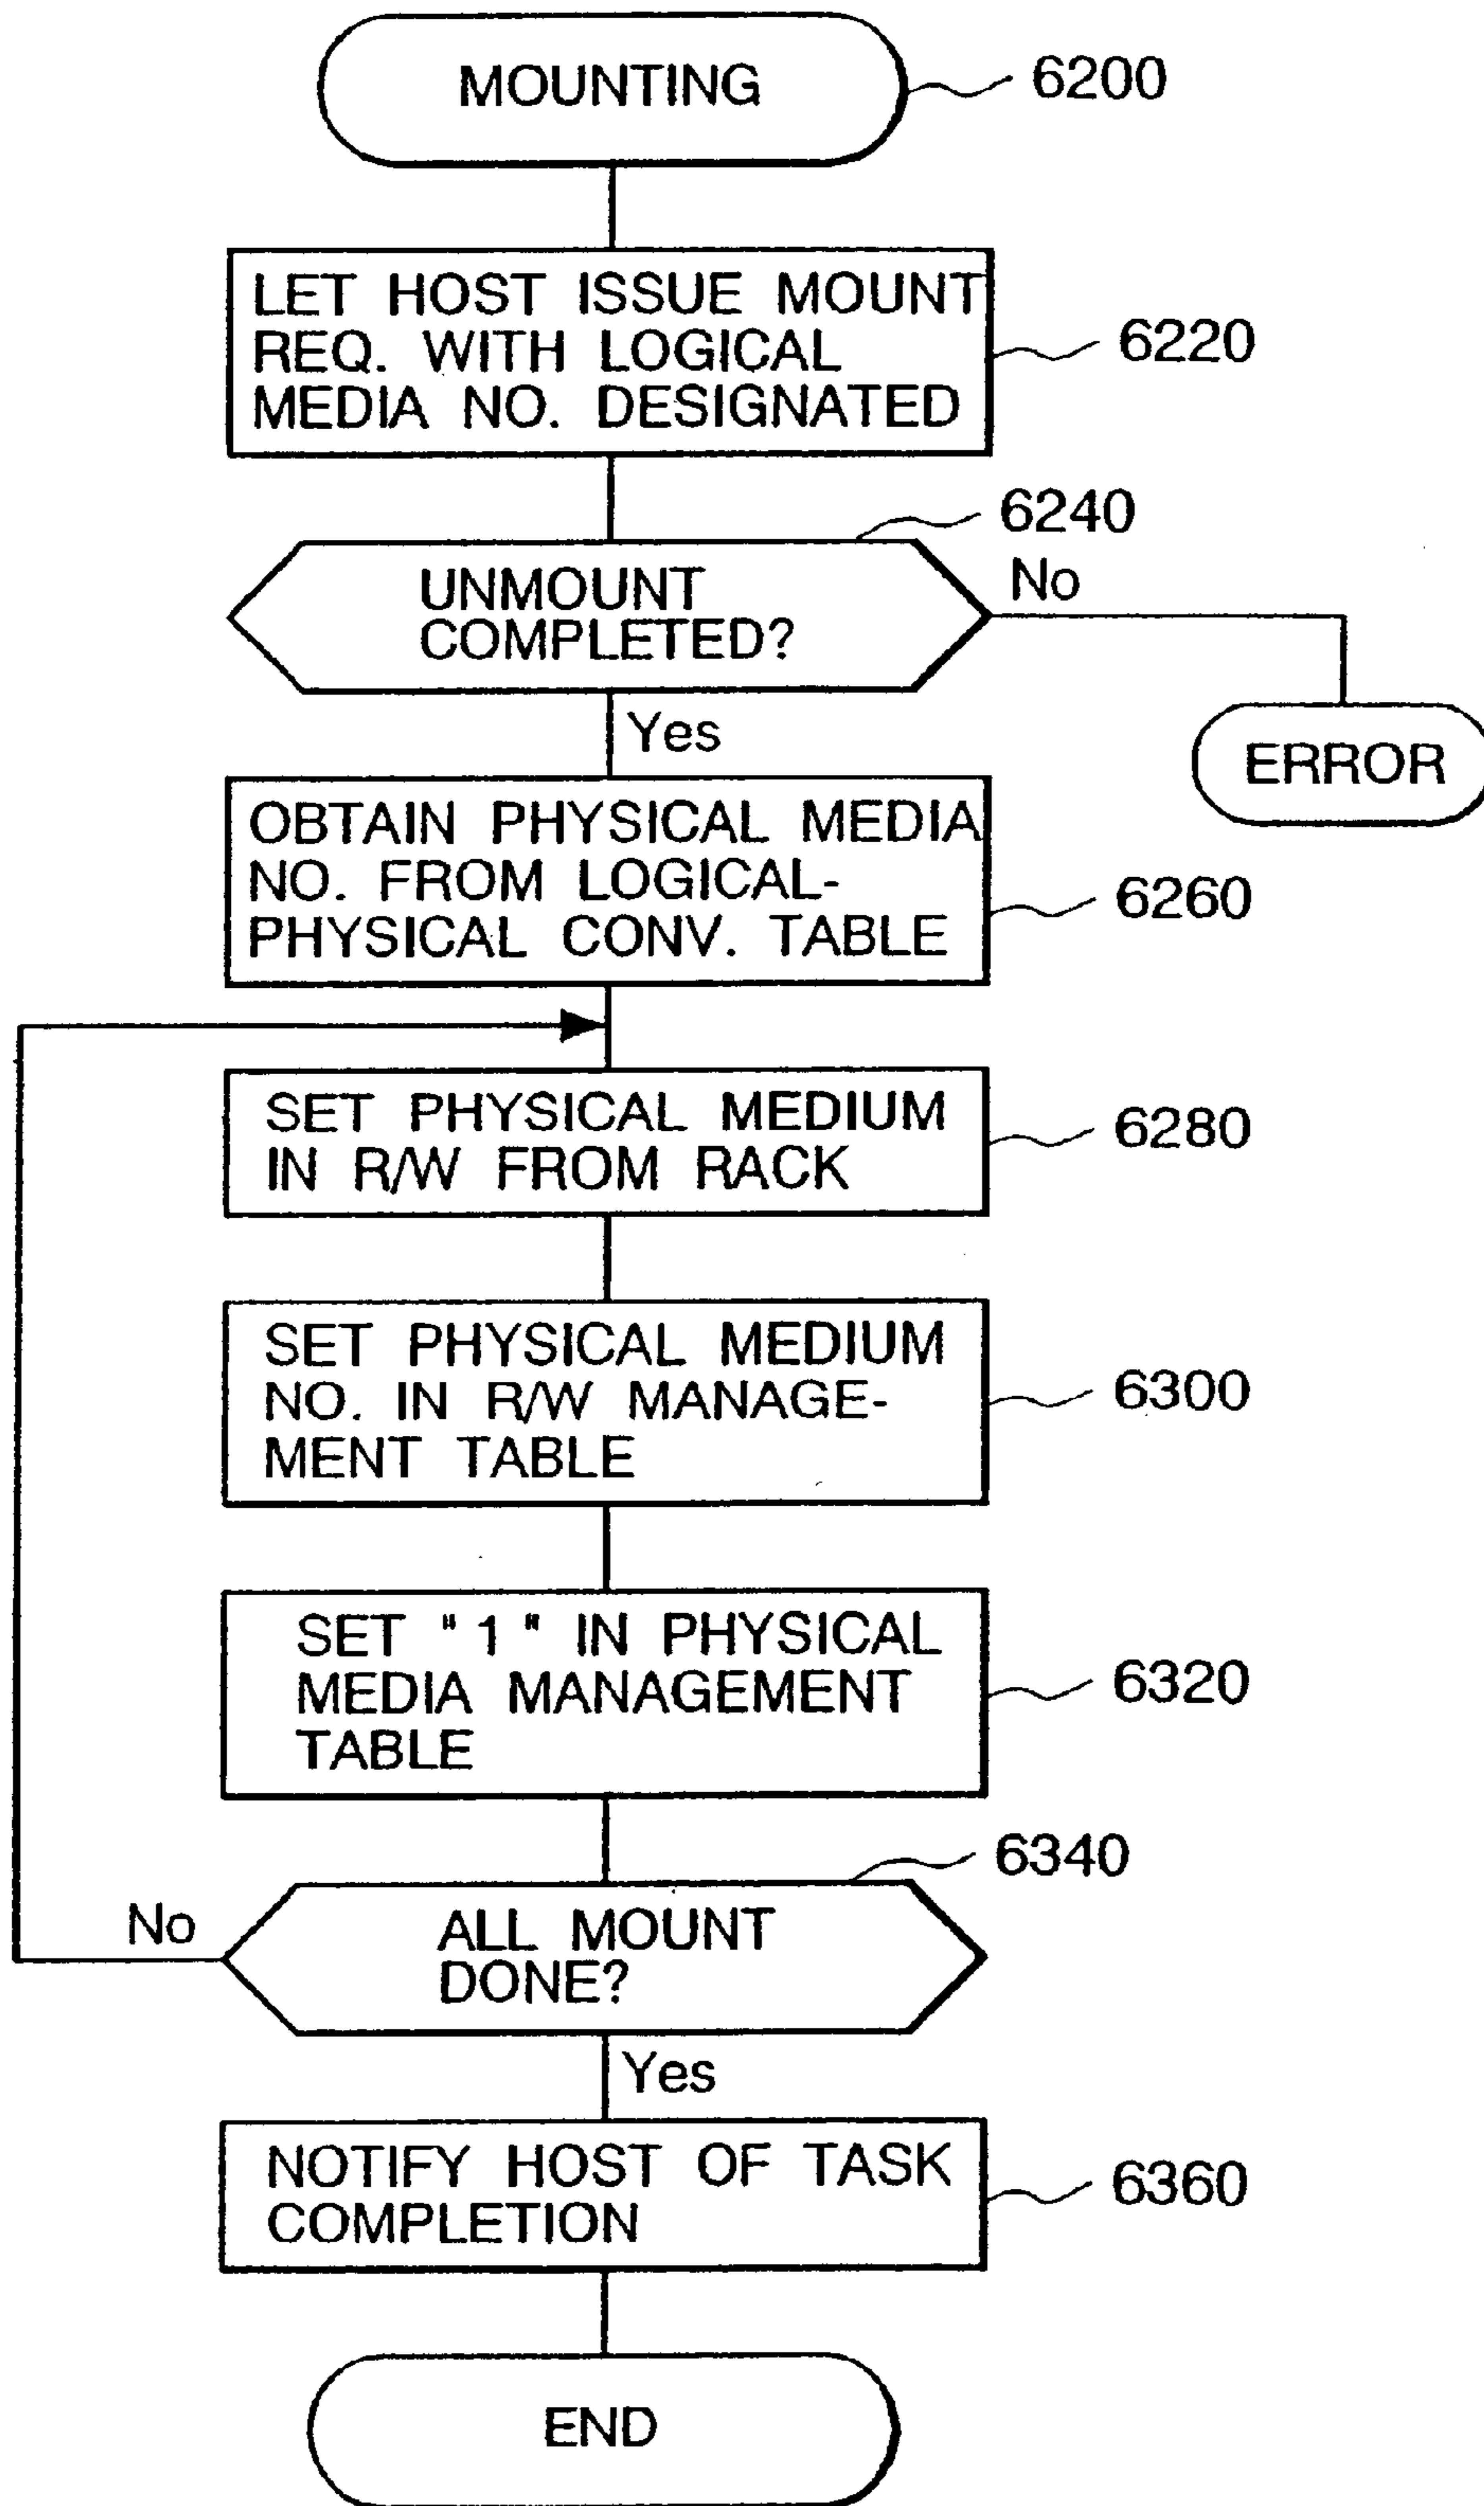 MOUNTING
6200
LET HOST ISSUE MOUNT
REQ. WITH LOGICAL
MEDIA NO. DESIGNATED
6220
6240
UNMOUNT
COMPLETED?
No
Yes
ERROR
OBTAIN PHYSICAL MEDIA
NO. FROM LOGICAL-
PHYSICAL CONV. TABLE
6260
SET PHYSICAL MEDIUM
IN R/W FROM RACK
6280
SET PHYSICAL MEDIUM
NO. IN R/W MANAGE-
MENT TABLE
6300
SET "1" IN PHYSICAL
MEDIA MANAGEMENT
TABLE
6320
6340
No
ALL MOUNT
DONE?
Yes
NOTIFY HOST OF TASK
COMPLETION
6360
END